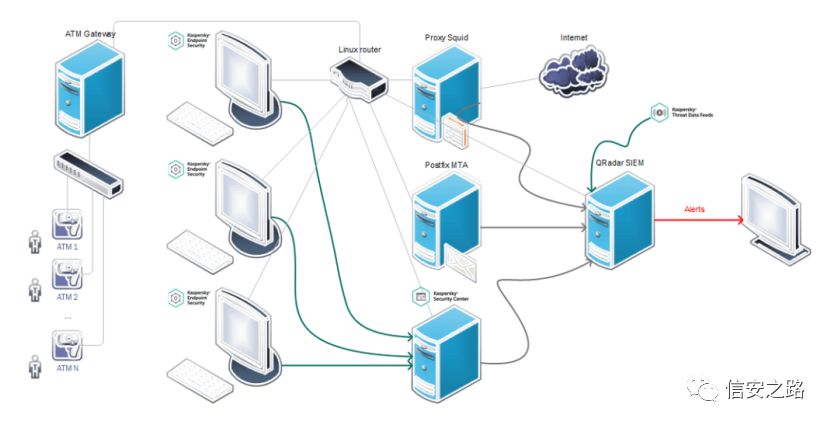 ATM Gateway
Kaspersky
Endpoint
Security
Linux router
Proxy Squid
Internet
Kaspersky
Threat Data Feeds
Kaspersky
Endpoint
Security
Postfix MTA
QRadar SIEM
Alerts
ATM 1
ATM 2
...
ATM N
Kaspersky
Endpoint
Security
Kaspersky
Security Center
信安之路